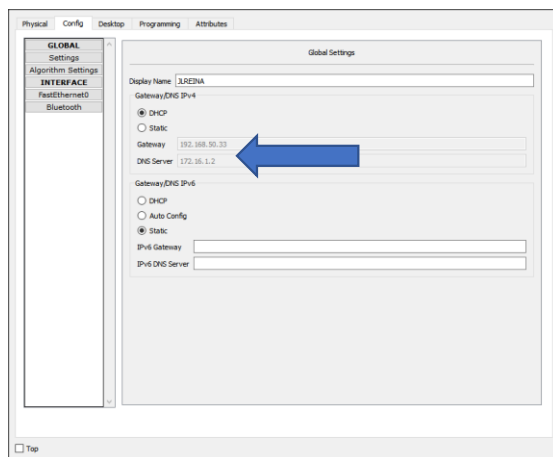 Physical Config Desktop Programming Attributes
GLOBAL
Settings
Algorithm Settings
INTERFACE
FastEthernet0
Bluetooth
Global Settings
Display Name JLREINA
Gateway/DNS IPv4
DHCP
Static
Gateway 192.168.50.33
DNS Server 172.16.1.2
Gateway/DNS IPv6
DHCP
Auto Config
Static
IPv6 Gateway
IPv6 DNS Server
Top